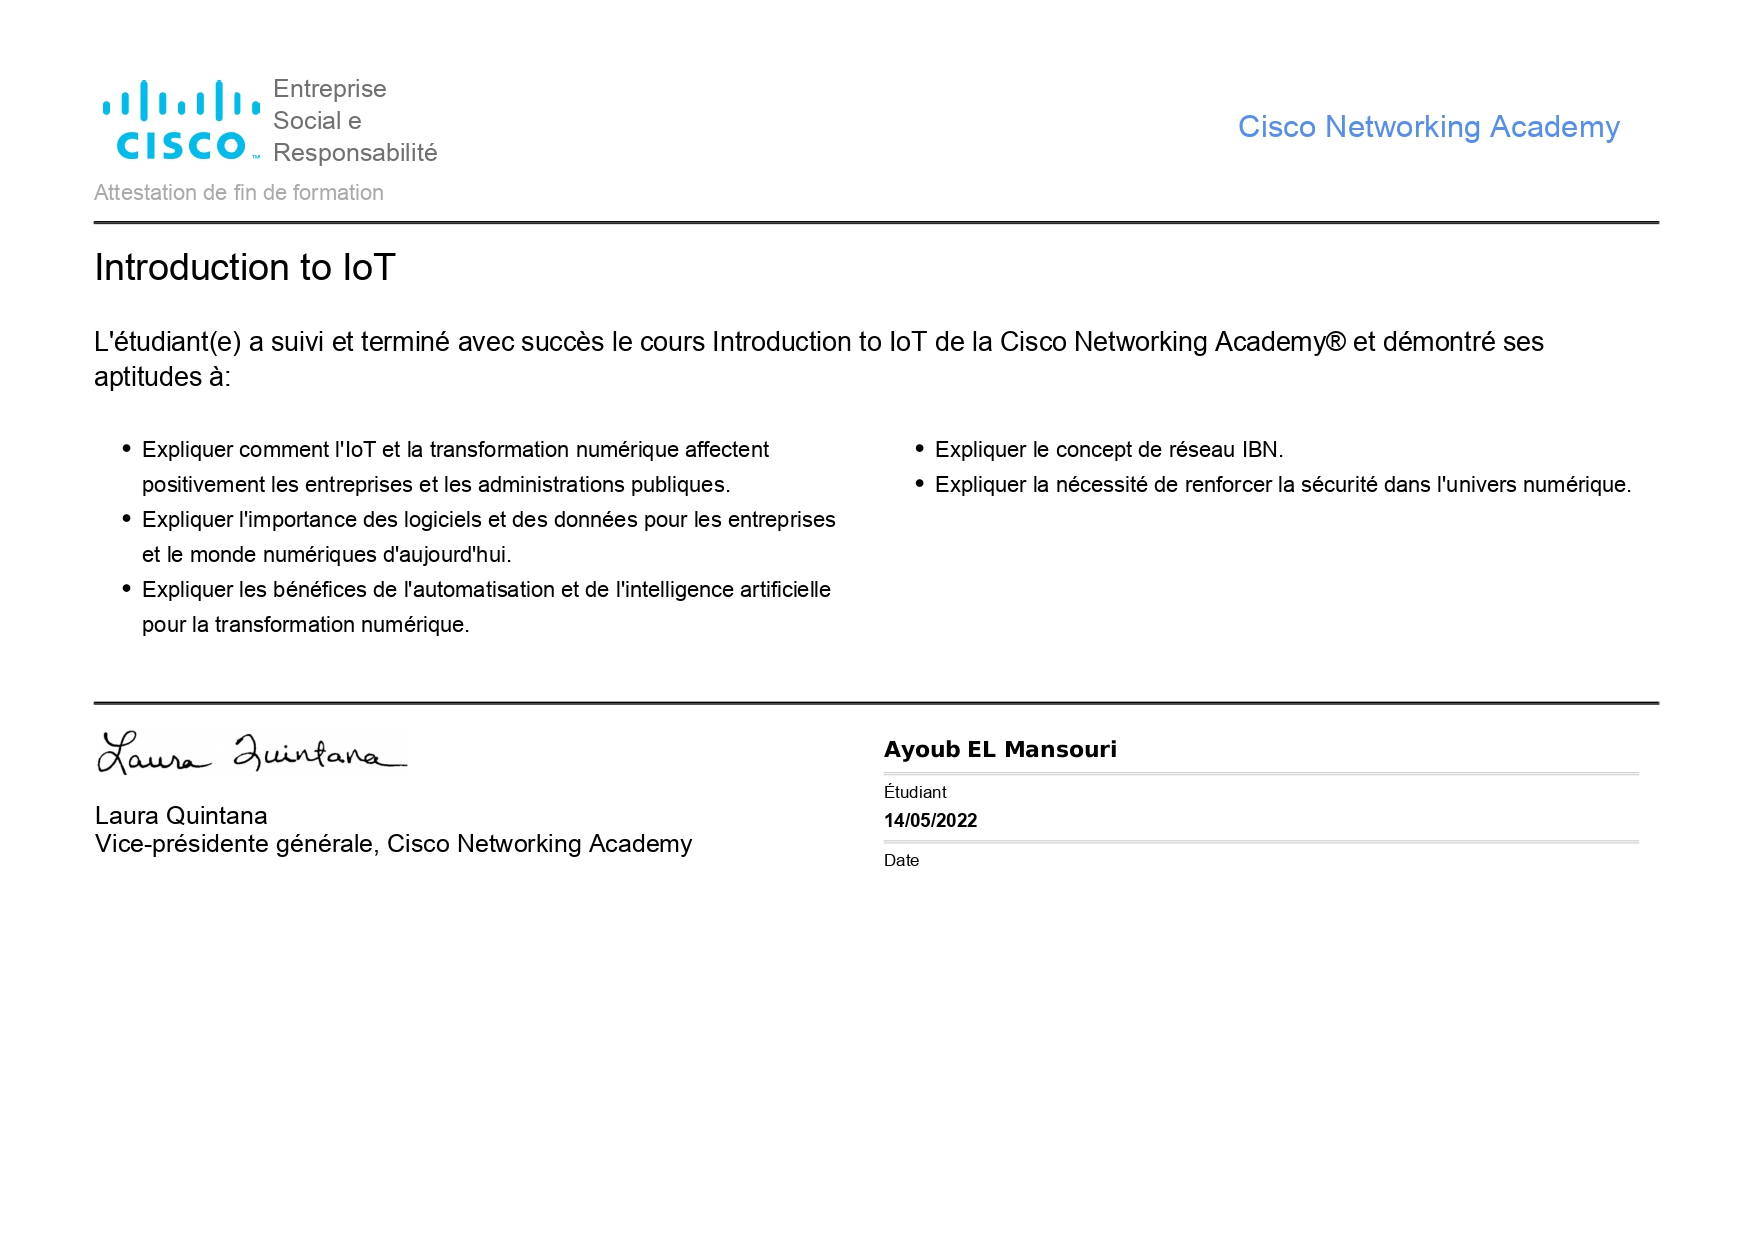 Entreprise
Social e
Responsabilité
CISCO™
Cisco Networking Academy
Attestation de fin de formation
Introduction to IoT
L'étudiant(e) a suivi et terminé avec succès le cours Introduction to IoT de la Cisco Networking Academy® et démontré ses
aptitudes à:
• Expliquer comment l'IoT et la transformation numérique affectent
positivement les entreprises et les administrations publiques.
• Expliquer l'importance des logiciels et des données pour les entreprises
et le monde numériques d'aujourd'hui.
• Expliquer les bénéfices de l'automatisation et de l'intelligence artificielle
pour la transformation numérique.
• Expliquer le concept de réseau IBN.
• Expliquer la nécessité de renforcer la sécurité dans l'univers numérique.
Laura Quintana
Laura Quintana
Vice-présidente générale, Cisco Networking Academy
Ayoub EL Mansouri
Étudiant
14/05/2022
Date